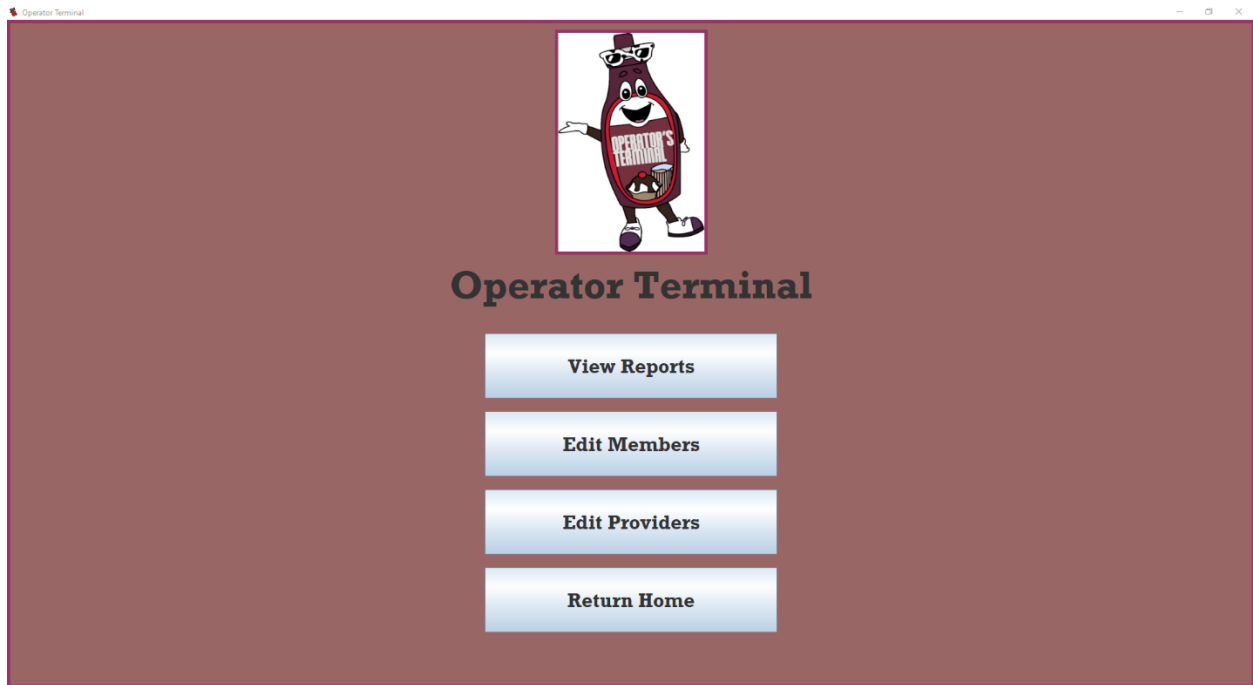 Operator Terminal
OPERATOR'S
TERMINAL
Operator Terminal
View Reports
Edit Members
Edit Providers
Return Home